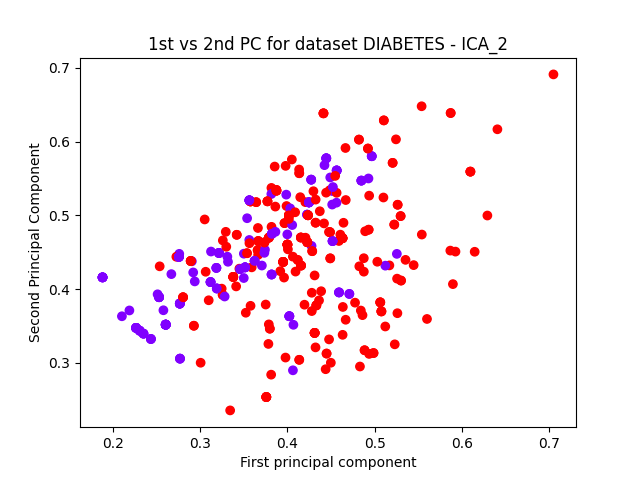 1st vs 2nd PC for dataset DIABETES - ICA_2
0.7
0.6
0.5
0.4
0.3
Second Principal Component
0.2 0.3 0.4 0.5 0.6 0.7
First principal component